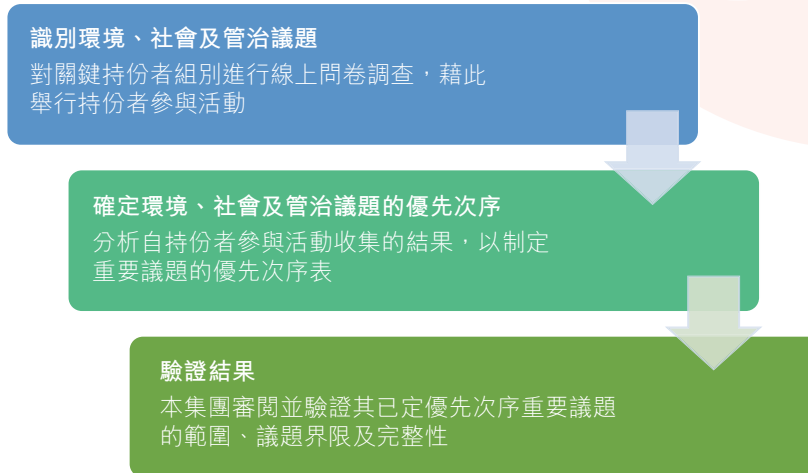 識別環境、社會及管治議題
對關鍵持份者組別進行線上問卷調查，藉此
舉行持份者參與活動
確定環境、社會及管治議題的優先次序
分析自持份者參與活動收集的結果，以制定
重要議題的優先次序表
驗證結果
本集團審閱並驗證其已定優先次序重要議題
的範圍、議題界限及完整性